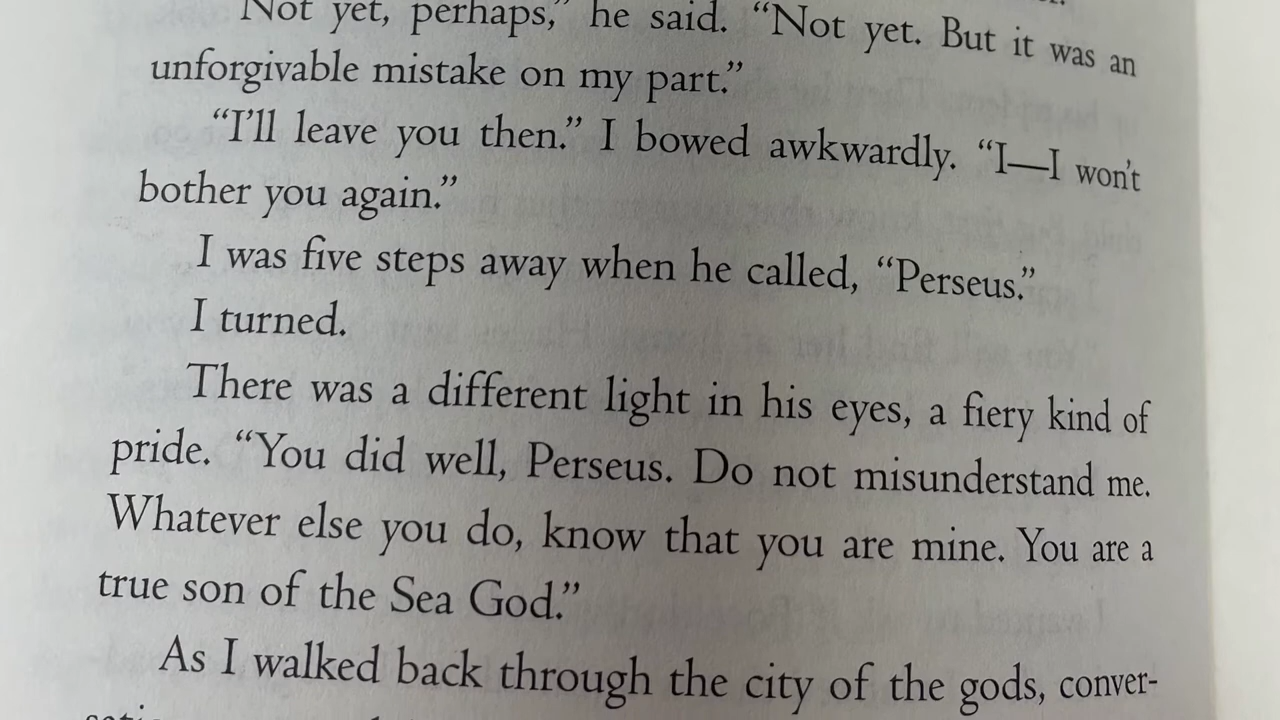 Not yet, perhaps,” he said. “Not yet. But it was an
unforgivable mistake on my part.”
“I’ll leave you then.” I bowed awkwardly. “I—I won’t
bother you again.”
I was five steps away when he called, “Perseus.”
I turned.
There was a different light in his eyes, a fiery kind of
pride. “You did well, Perseus. Do not misunderstand me.
Whatever else you do, know that you are mine. You are a
true son of the Sea God.”
As I walked back through the city of the gods, conver-